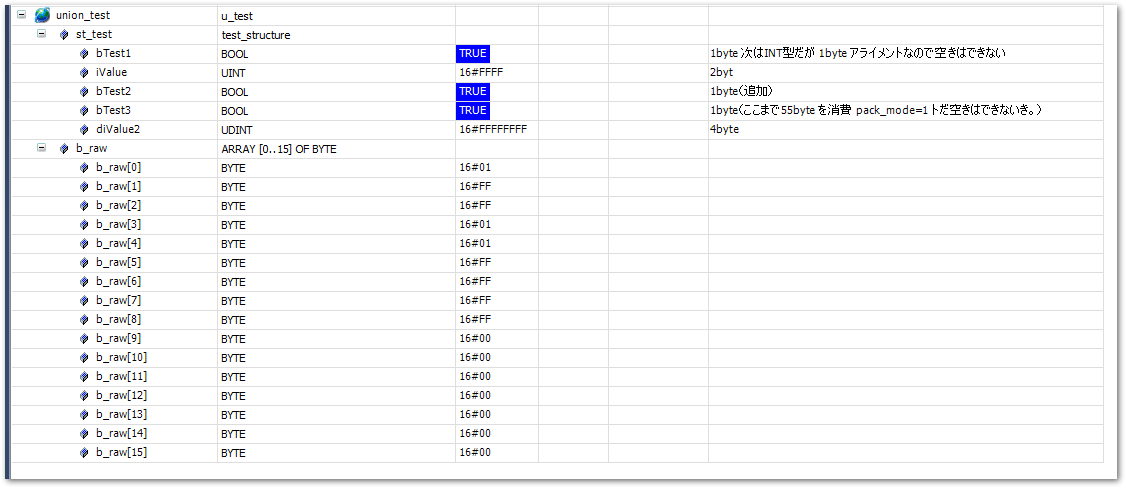 union_test u_test
st_test test_structure
bTest1 BOOL TRUE 1byte 次はINT型だが 1byte アライメントなので空きはできない
iValue UINT 16#FFFF 2byt
bTest2 BOOL TRUE 1byte（追加）
bTest3 BOOL TRUE 1byte（ここまで 55byte を消費 pack_mode=1 トだ空きはできないき。）
diValue2 UDINT 16#FFFFFFFF 4byte
b_raw ARRAY [0..15] OF BYTE
b_raw[0] BYTE 16#01
b_raw[1] BYTE 16#FF
b_raw[2] BYTE 16#FF
b_raw[3] BYTE 16#01
b_raw[4] BYTE 16#01
b_raw[5] BYTE 16#FF
b_raw[6] BYTE 16#FF
b_raw[7] BYTE 16#FF
b_raw[8] BYTE 16#FF
b_raw[9] BYTE 16#00
b_raw[10] BYTE 16#00
b_raw[11] BYTE 16#00
b_raw[12] BYTE 16#00
b_raw[13] BYTE 16#00
b_raw[14] BYTE 16#00
b_raw[15] BYTE 16#00